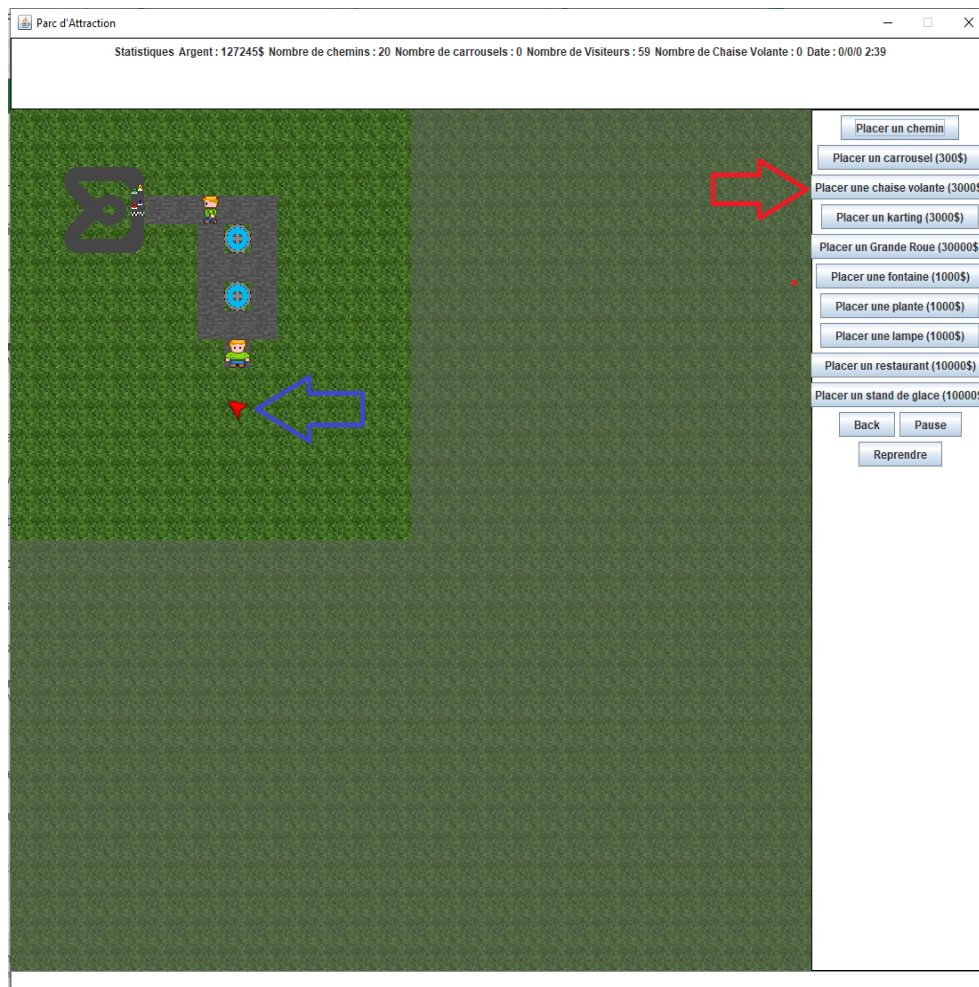 Parc d'Attraction
Statistiques Argent : 127245$ Nombre de chemins : 20 Nombre de carrousels : 0 Nombre de Visiteurs : 59 Nombre de Chaise Volante : 0 Date : 0/0/0 2:39
Placer un chemin
Placer un carrousel (300$)
Placer une chaise volante (3000$
Placer un karting (3000$)
Placer un Grande Roue (30000$
Placer une fontaine (1000$)
Placer une plante (1000$)
Placer une lampe (1000$)
Placer un restaurant (10000$)
Placer un stand de glace (10000$
Back Pause
Reprendre